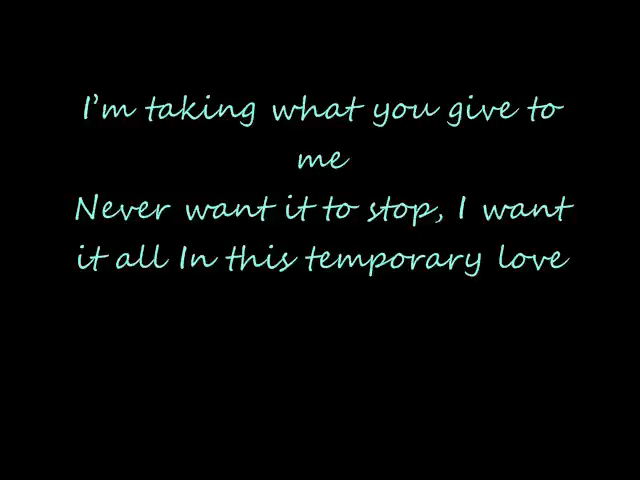 I'm taking what you give to
me
Never want it to stop, I want
it all In this temporary love